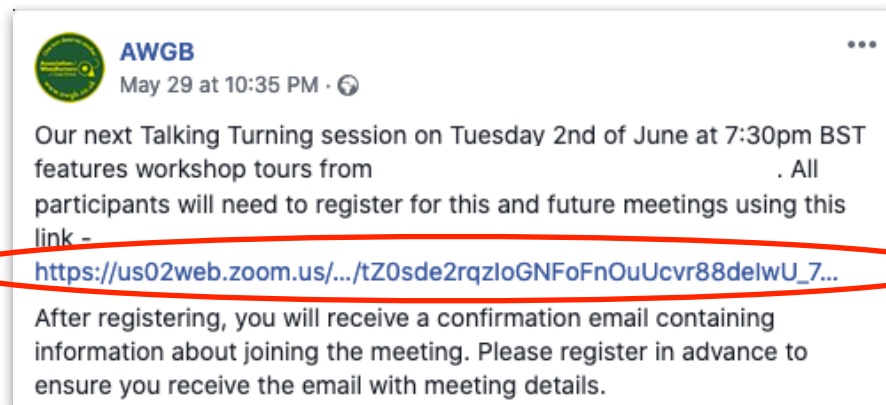 AWGB
May 29 at 10:35 PM ·
Our next Talking Turning session on Tuesday 2nd of June at 7:30pm BST
features workshop tours from . All
participants will need to register for this and future meetings using this
link -
https://us02web.zoom.us/.../tZ0sde2rqzIoGNFoFnOuUcvr88deIwU_7...
After registering, you will receive a confirmation email containing
information about joining the meeting. Please register in advance to
ensure you receive the email with meeting details.